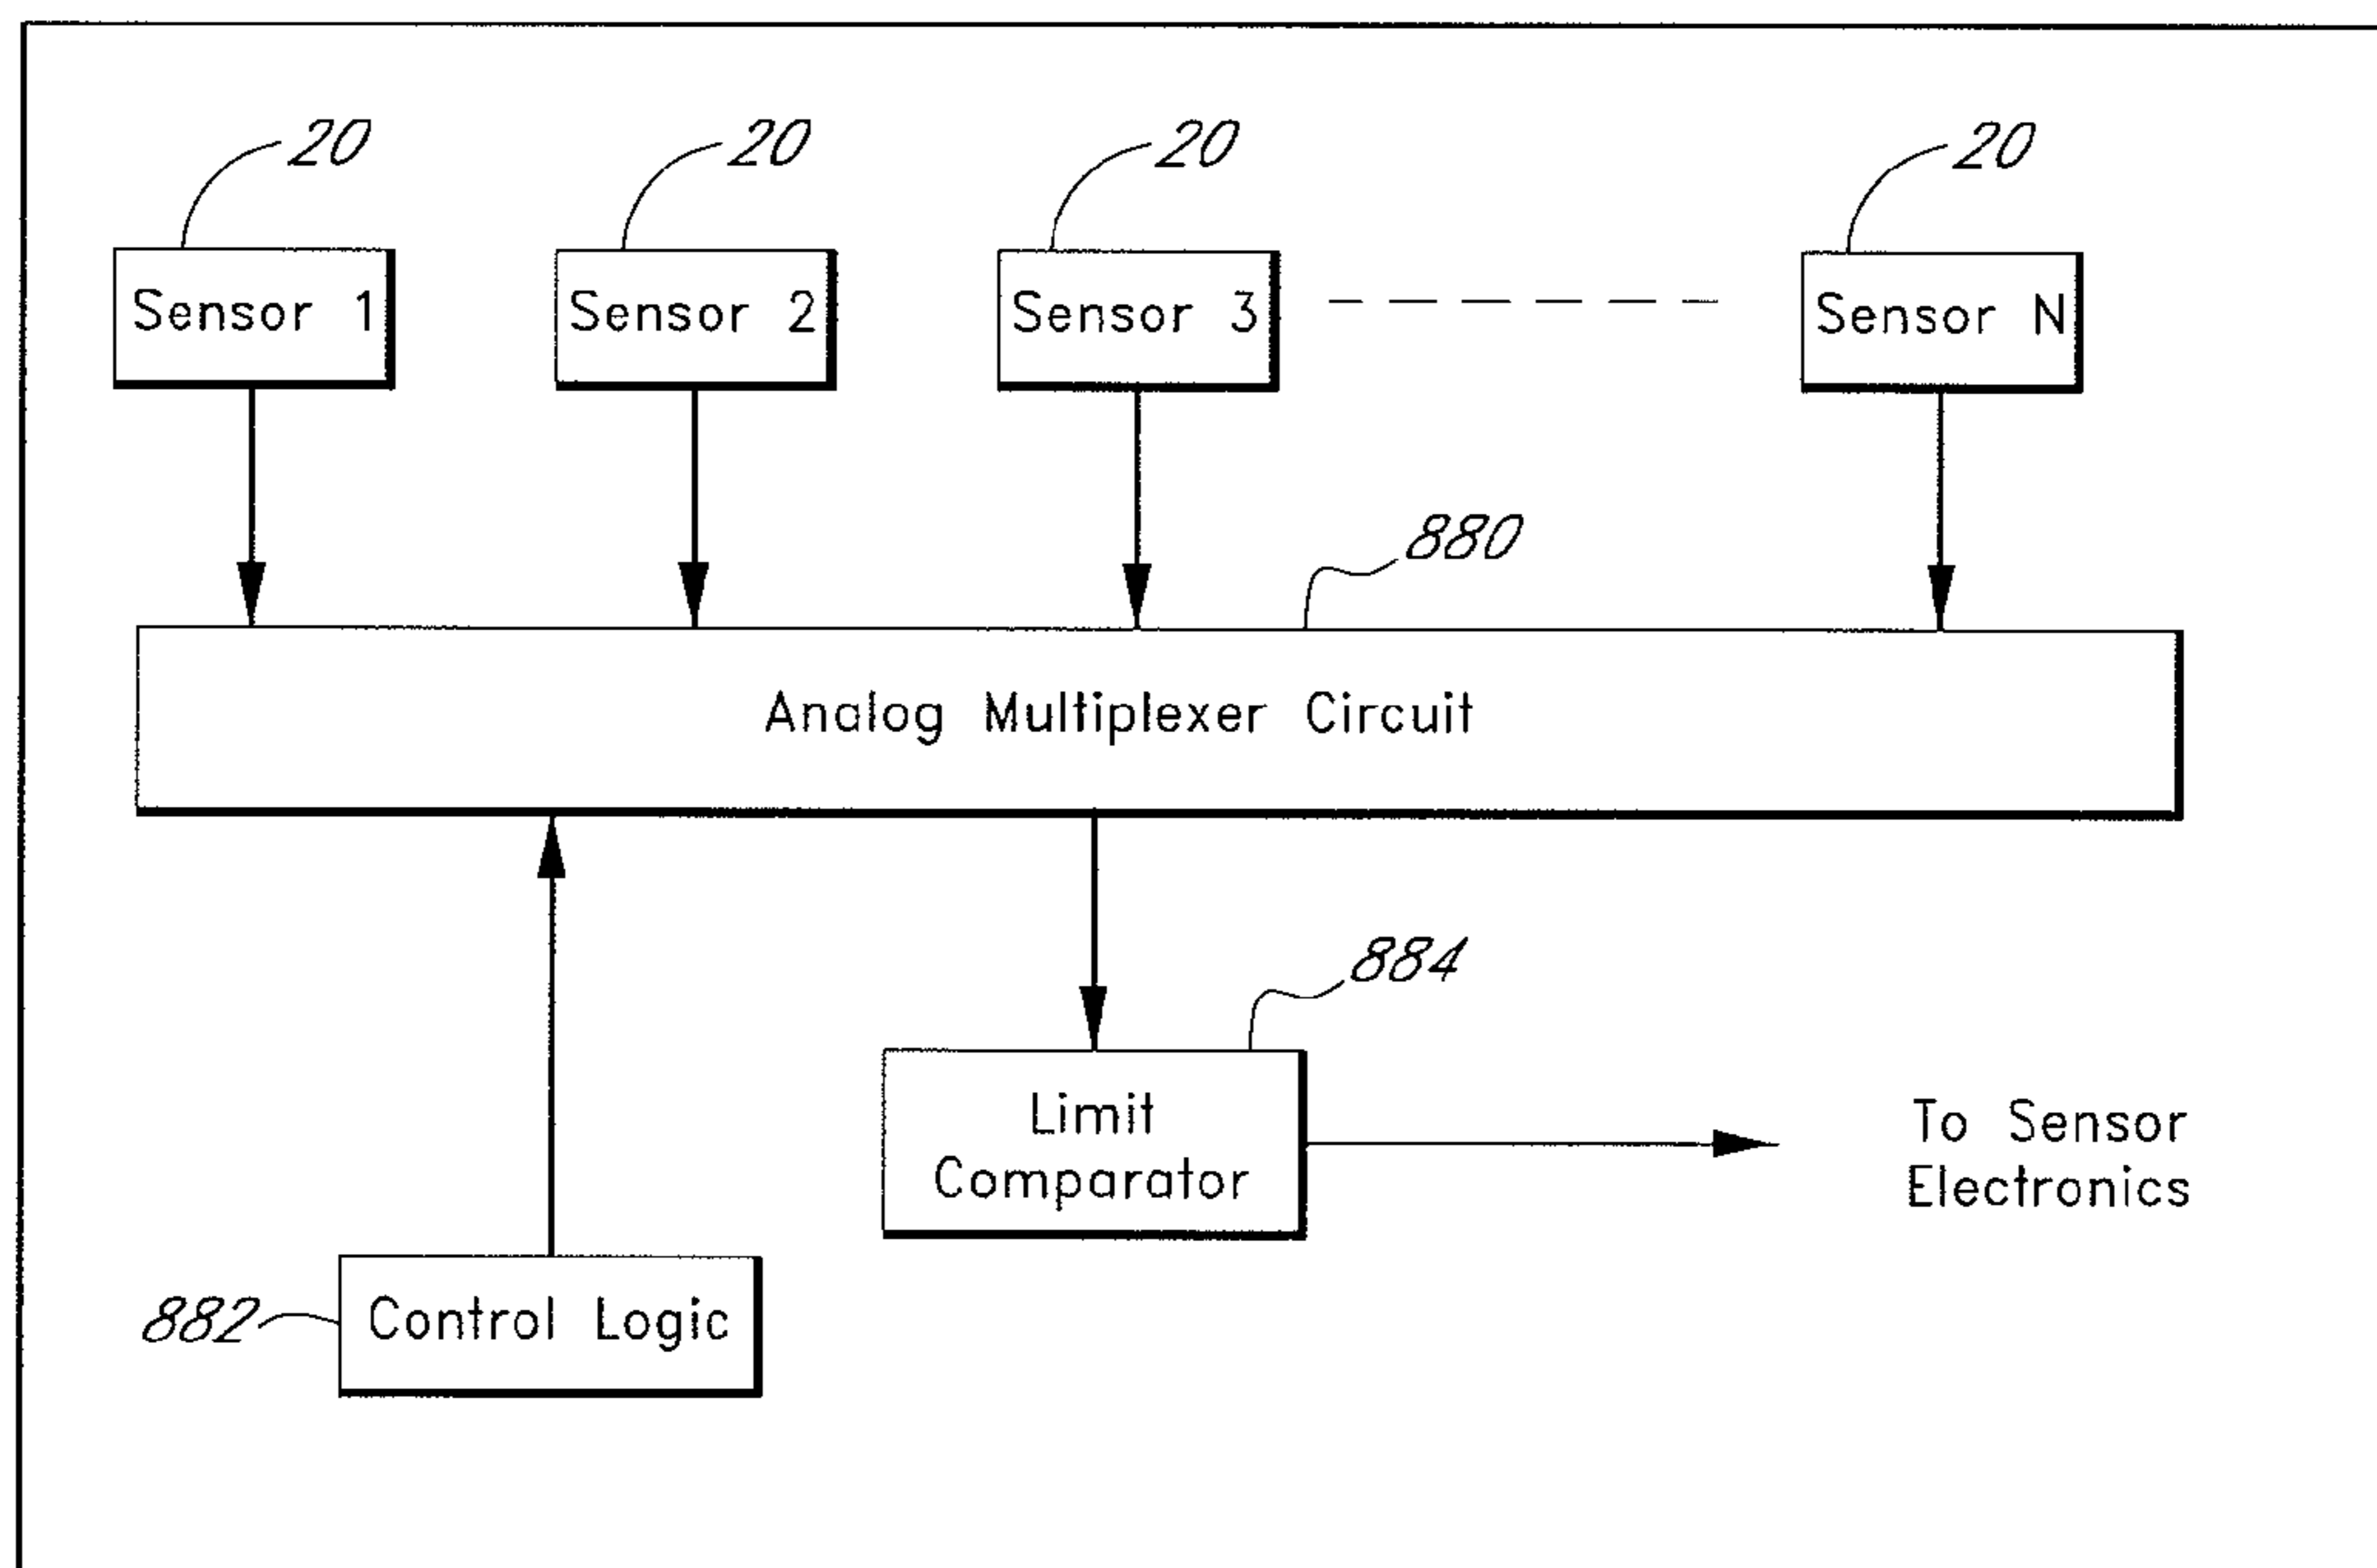 20 20 20 20
Sensor 1 Sensor 2 Sensor 3 Sensor N
880
Analog Multiplexer Circuit
884
Limit
Comparator
To Sensor
Electronics
882 Control Logic